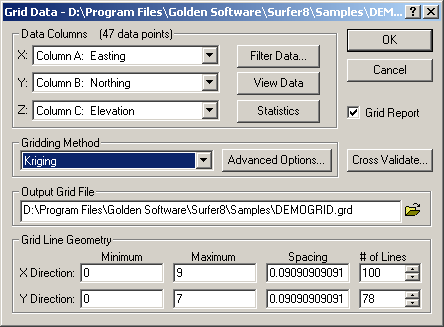 Grid Data - D:\Program Files\Golden Software\Surfer8\Samples\DEMO...
Data Columns (47 data points)
X: Column A: Easting
Y: Column B: Northing
Z: Column C: Elevation
Filter Data...
View Data
Statistics
OK
Cancel
Grid Report
Gridding Method
Kriging
Advanced Options...
Cross Validate...
Output Grid File
D:\Program Files\Golden Software\Surfer8\Samples\DEMOGRID.grd
Grid Line Geometry
Minimum Maximum Spacing # of Lines
X Direction: 0 9 0.09090909091 100
Y Direction: 0 7 0.09090909091 78